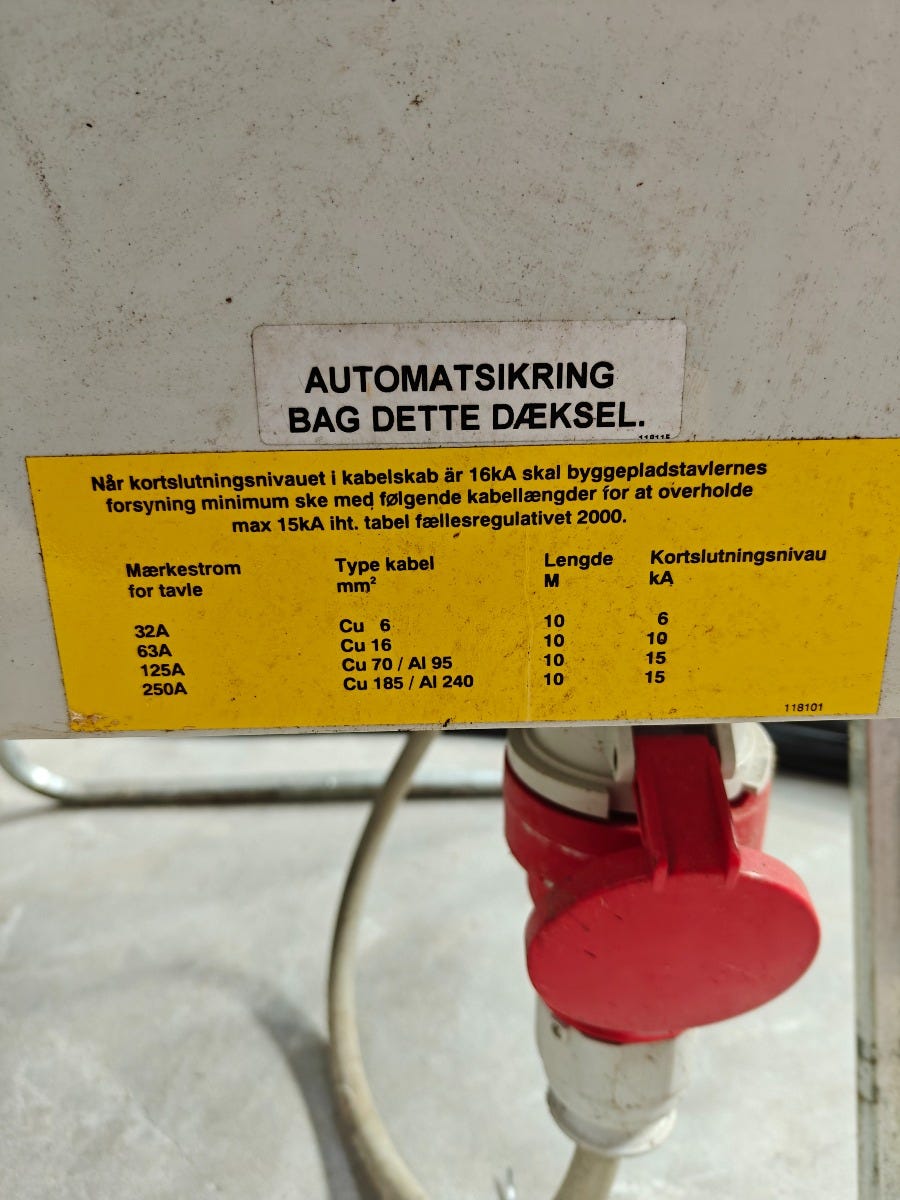 AUTOMATSIKRING
BAG DETTE DÆKSEL.
118115
Når kortslutningsnivauet i kabelskab är 16kA skal byggepladstavlernes
forsyning minimum ske med følgende kabellængder for at overholde
max 15kA iht. tabel fællesregulativet 2000.
Mærkestrom Type kabel Lengde Kortslutningsnivau
for tavle mm² M kA
32A Cu 6 10 6
63A Cu 16 10 10
125A Cu 70 / Al 95 10 15
250A Cu 185 / Al 240 10 15
118101